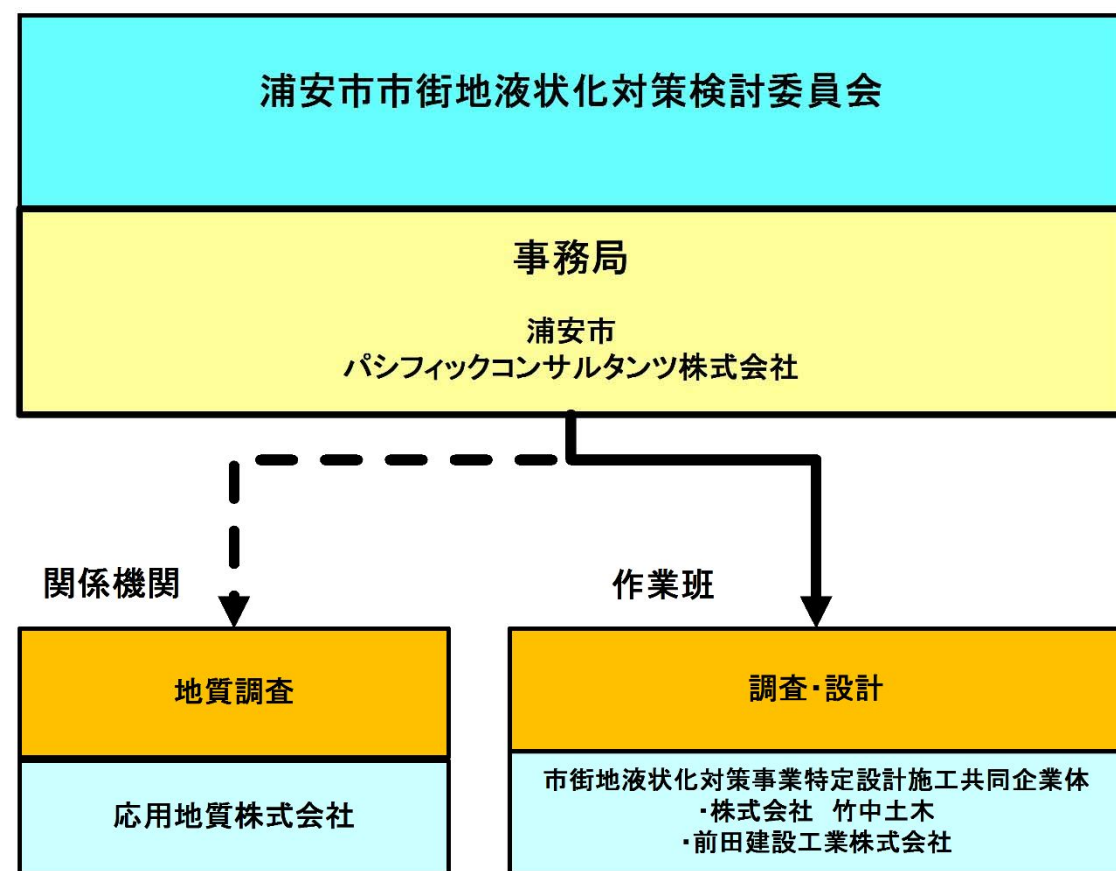 浦安市市街地液状化対策検討委員会
事務局
浦安市
パシフィックコンサルタンツ株式会社
関係機関
作業班
地質調査
調査・設計
応用地質株式会社
市街地液状化対策事業特定設計施工共同企業体
・株式会社　竹中土木
・前田建設工業株式会社